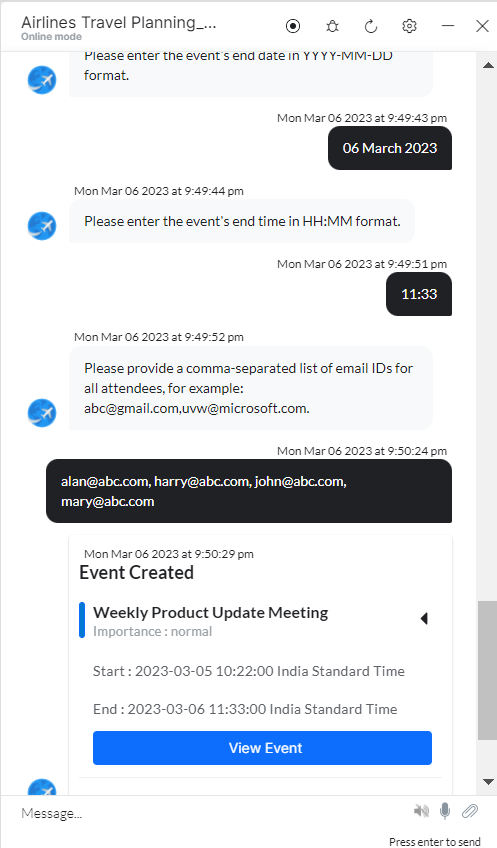 Airlines Travel Planning_...
Online mode
Please enter the event's end date in YYYY-MM-DD
format.
Mon Mar 06 2023 at 9:49:43 pm
06 March 2023
Mon Mar 06 2023 at 9:49:44 pm
Please enter the event's end time in HH:MM format.
Mon Mar 06 2023 at 9:49:51 pm
11:33
Mon Mar 06 2023 at 9:49:52 pm
Please provide a comma-separated list of email IDs for
all attendees, for example:
abc@gmail.com,uvw@microsoft.com.
Mon Mar 06 2023 at 9:50:24 pm
alan@abc.com, harry@abc.com, john@abc.com,
mary@abc.com
Mon Mar 06 2023 at 9:50:29 pm
Event Created
Weekly Product Update Meeting
Importance : normal
Start : 2023-03-05 10:22:00 India Standard Time
End : 2023-03-06 11:33:00 India Standard Time
View Event
Message...
Press enter to send